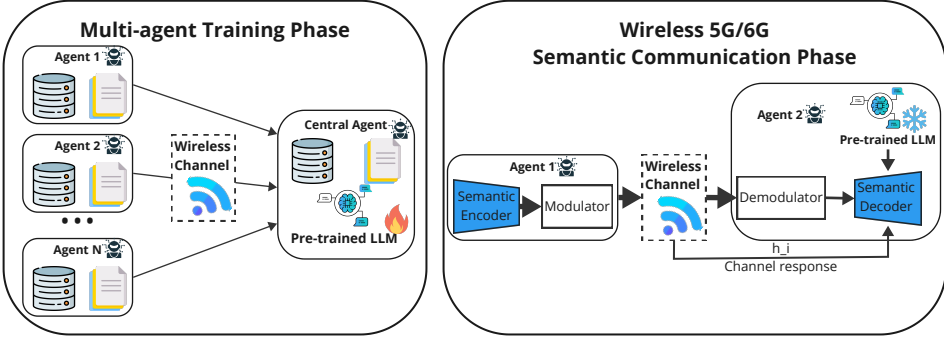 Multi-agent Training Phase
Agent 1
Agent 2
Agent N
Wireless
Channel
Central Agent
Pre-trained LLM
Wireless 5G/6G
Semantic Communication Phase
Agent 1
Semantic
Encoder
Modulator
Wireless
Channel
Agent 2
Pre-trained LLM
Demodulator
Semantic
Decoder
h_i
Channel response